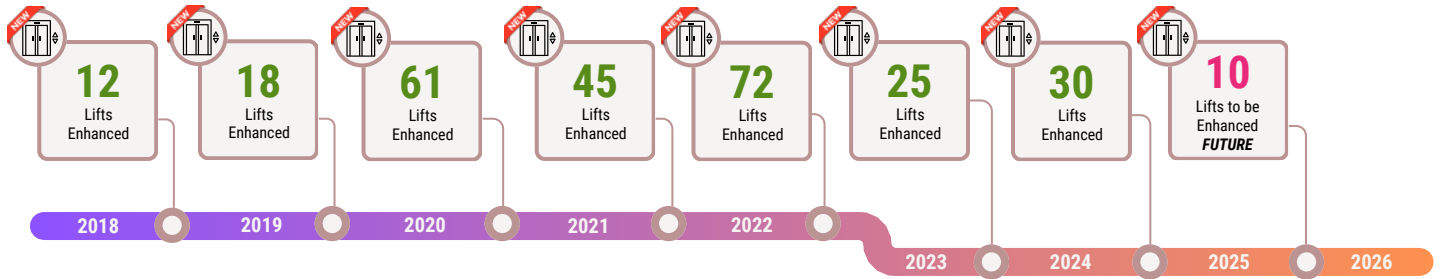 NEW
12
Lifts
Enhanced
NEW
18
Lifts
Enhanced
NEW
61
Lifts
Enhanced
NEW
45
Lifts
Enhanced
NEW
72
Lifts
Enhanced
NEW
25
Lifts
Enhanced
NEW
30
Lifts
Enhanced
NEW
10
Lifts to be
Enhanced
FUTURE
2018
2019
2020
2021
2022
2023
2024
2025
2026